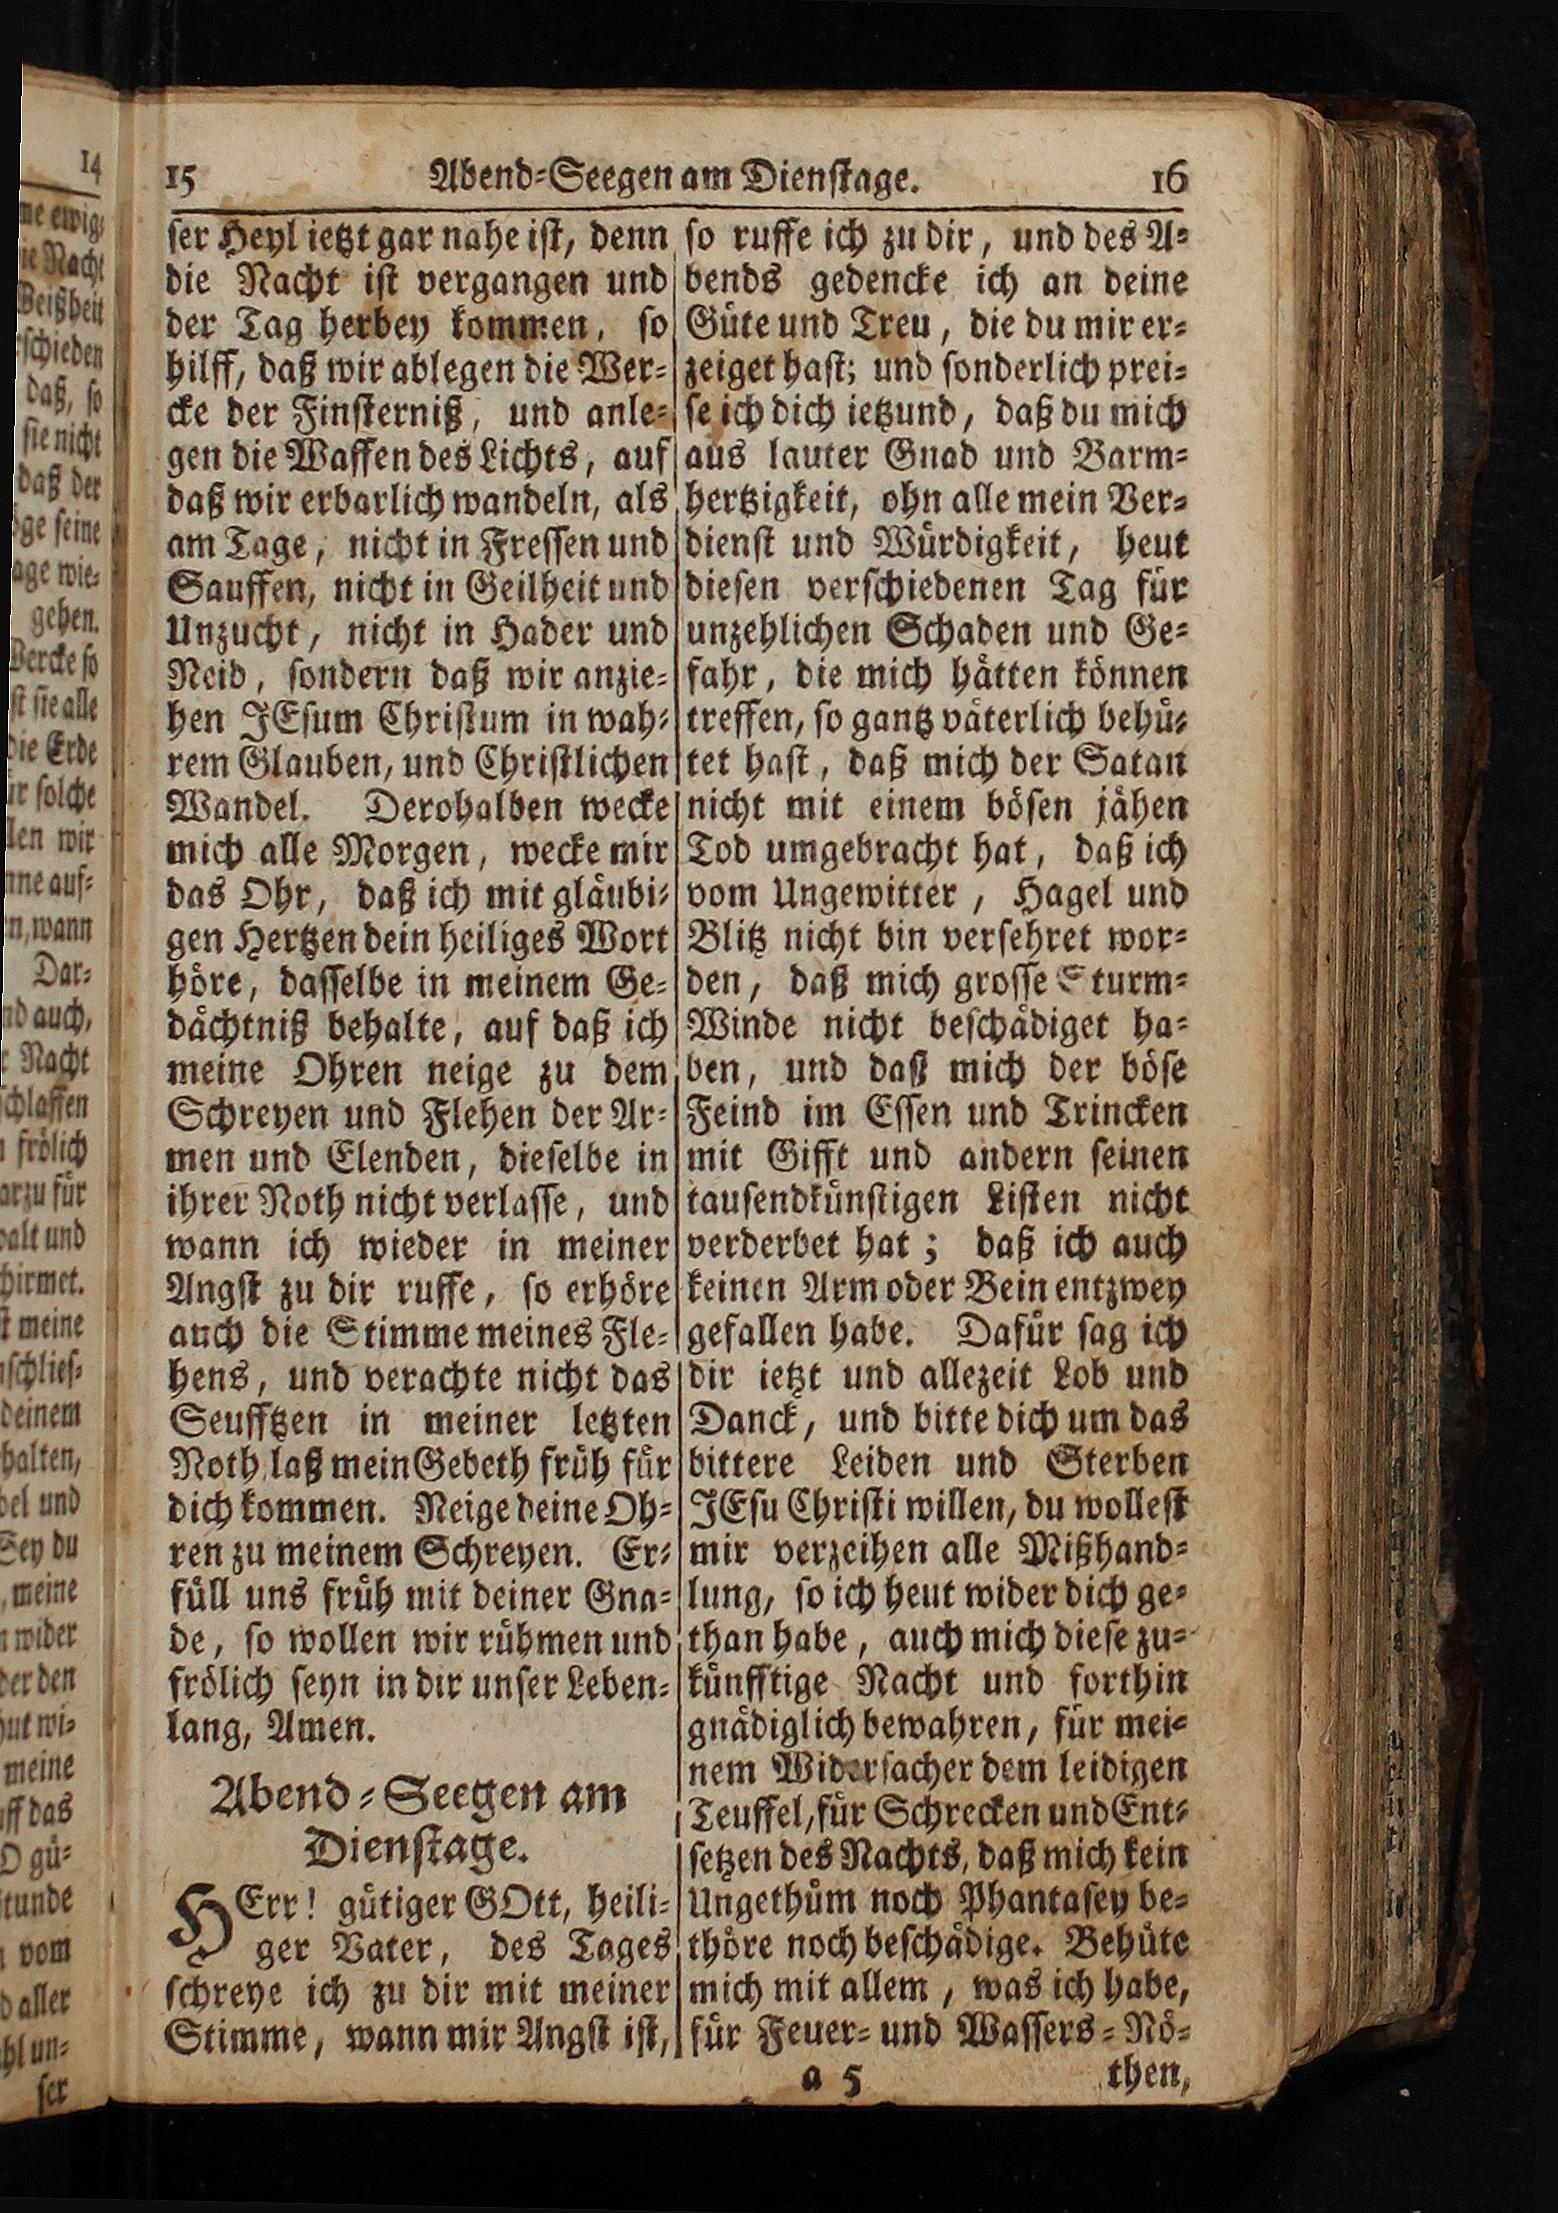 15 Abend-Seegen am Dienstage. 16
ser Heyl ietzt gar nahe ist, denn
die Nacht ist vergangen und
der Tag herbey kommen, so
hilff, daß wir ablegen die Wer-
cke der Finsterniß, und anle-
gen die Waffen des Lichts, auf
daß wir erbarlich wandeln, als
am Tage, nicht in Fressen und
Sauffen, nicht in Geilheit und
Unzucht, nicht in Hader und
Neid, sondern daß wir anzie-
hen JEsum Christum in wah-
rem Glauben, und Christlichen
Wandel. Derohalben wecke
mich alle Morgen, wecke mir
das Ohr, daß ich mit gläubi-
gen Hertzen dein heiliges Wort
höre, dasselbe in meinem Ge-
dächtniß behalte, auf daß ich
meine Ohren neige zu dem
Schreyen und Flehen der Ar-
men und Elenden, dieselbe in
ihrer Noth nicht verlasse, und
wann ich wieder in meiner
Angst zu dir ruffe, so erhöre
auch die Stimme meines Fle-
hens, und verachte nicht das
Seufftzen in meiner letzten
Noth, laß mein Gebeth früh für
dich kommen. Neige deine Oh-
ren zu meinem Schreyen. Er-
füll uns früh mit deiner Gna-
de, so wollen wir rühmen und
frölich seyn in dir unser Leben-
lang, Amen.
Abend-Seegen am
Dienstage.
HErr! gütiger GOtt, heili-
ger Vater, des Tages
schreye ich zu dir mit meiner
Stimme, wann mir Angst ist,
so ruffe ich zu dir, und des A-
bends gedencke ich an deine
Güte und Treu, die du mir er-
zeiget hast; und sonderlich prei-
se ich dich ietzund, daß du mich
aus lauter Gnad und Barm-
hertzigkeit, ohn alle mein Ver-
dienst und Würdigkeit, heut
diesen verschiedenen Tag für
unzehlichen Schaden und Ge-
fahr, die mich hätten können
treffen, so gantz väterlich behü-
tet hast, daß mich der Satan
nicht mit einem bösen jähen
Tod umgebracht hat, daß ich
vom Ungewitter, Hagel und
Blitz nicht bin versehret wor-
den, daß mich grosse Sturm-
Winde nicht beschädiget ha-
ben, und daß mich der böse
Feind im Essen und Trincken
mit Gifft und andern seinen
tausendkünstigen Listen nicht
verderbet hat; daß ich auch
keinen Arm oder Bein entzwey
gefallen habe. Dafür sag ich
dir ietzt und allezeit Lob und
Danck, und bitte dich um das
bittere Leiden und Sterben
JEsu Christi willen, du wollest
mir verzeihen alle Mißhand-
lung, so ich heut wider dich ge-
than habe, auch mich diese zu-
künfftige Nacht und forthin
gnädiglich bewahren, für mei-
nem Widersacher dem leidigen
Teuffel, für Schrecken und Ent-
setzen des Nachts, daß mich kein
Ungethüm noch Phantasey be-
thöre noch beschädige. Behüte
mich mit allem, was ich habe,
für Feuer- und Wassers-Nö-
a 5 then,